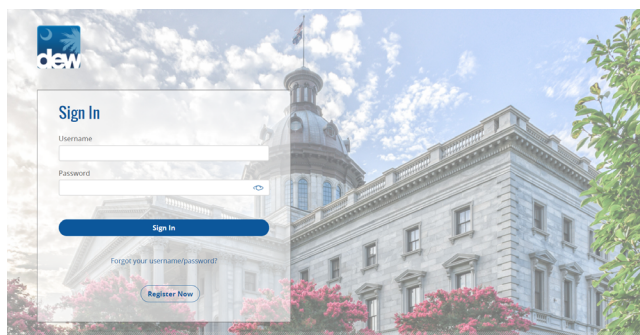 dew
Sign In
Username
Password
Sign In
Forgot your username/password?
Register Now